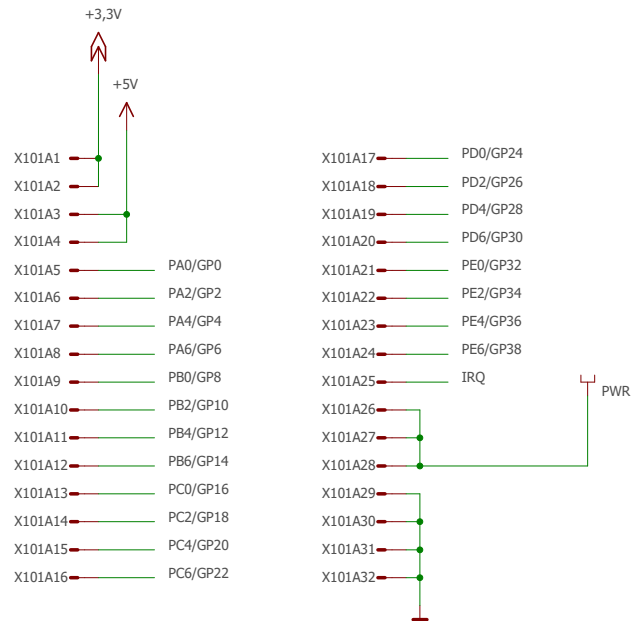 +3,3V
+5V
X101A1
X101A2
X101A3
X101A4
X101A5 PA0/GP0
X101A6 PA2/GP2
X101A7 PA4/GP4
X101A8 PA6/GP6
X101A9 PB0/GP8
X101A10 PB2/GP10
X101A11 PB4/GP12
X101A12 PB6/GP14
X101A13 PC0/GP16
X101A14 PC2/GP18
X101A15 PC4/GP20
X101A16 PC6/GP22
X101A17 PD0/GP24
X101A18 PD2/GP26
X101A19 PD4/GP28
X101A20 PD6/GP30
X101A21 PE0/GP32
X101A22 PE2/GP34
X101A23 PE4/GP36
X101A24 PE6/GP38
X101A25 IRQ
PWR
X101A26
X101A27
X101A28
X101A29
X101A30
X101A31
X101A32